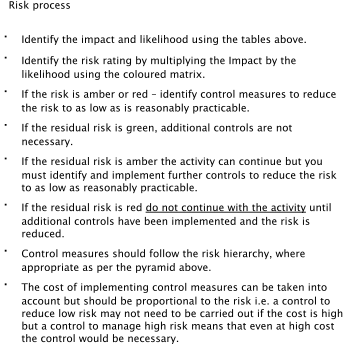 Risk process
• Identify the impact and likelihood using the tables above.
• Identify the risk rating by multiplying the Impact by the
likelihood using the coloured matrix.
• If the risk is amber or red – identify control measures to reduce
the risk to as low as is reasonably practicable.
• If the residual risk is green, additional controls are not
necessary.
• If the residual risk is amber the activity can continue but you
must identify and implement further controls to reduce the risk
to as low as reasonably practicable.
• If the residual risk is red do not continue with the activity until
additional controls have been implemented and the risk is
reduced.
• Control measures should follow the risk hierarchy, where
appropriate as per the pyramid above.
• The cost of implementing control measures can be taken into
account but should be proportional to the risk i.e. a control to
reduce low risk may not need to be carried out if the cost is high
but a control to manage high risk means that even at high cost
the control would be necessary.